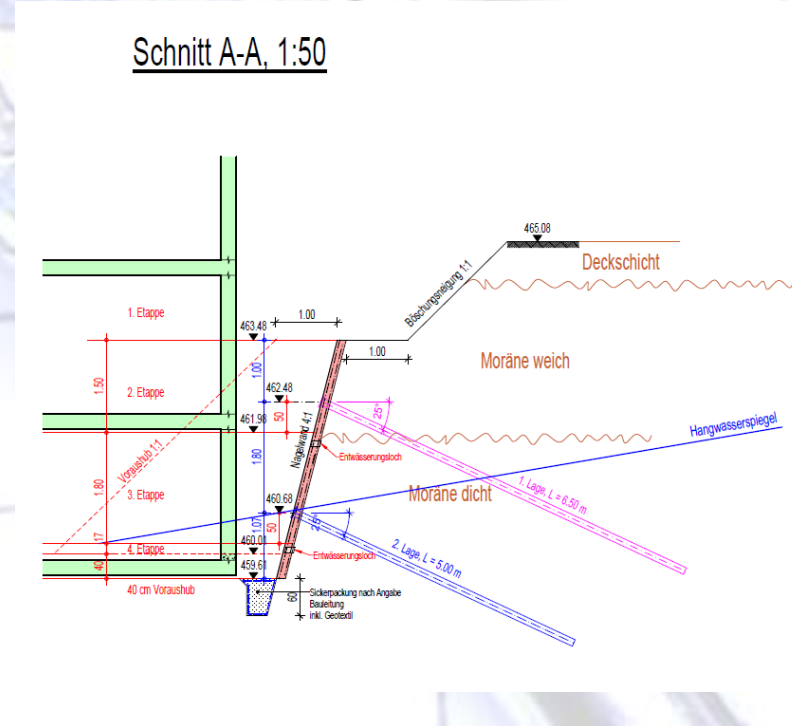 Schnitt A-A, 1:50
465.08
Deckschicht
Böschungsneigung 1:1
1. Etappe
463.48
1.00
1.00
Moräne weich
1.50
1.00
2. Etappe
462.48
25°
50
461.98
Nagelwand 4:1
Hangwasserspiegel
Voraushub 1:1
Entwässerungsloch
1.80
1.80
3. Etappe
460.68
Moräne dicht
1. Lage, L = 6.50 m
1.07
50
25°
17
4. Etappe
460.01
Entwässerungsloch
2. Lage, L = 5.00 m
40
459.61
40 cm Voraushub
60
Sickerpackung nach Angabe
Bauleitung
inkl. Geotextil